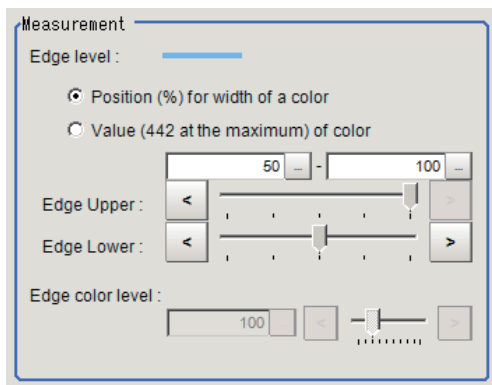 Measurement
Edge level :
Position (%) for width of a color
Value (442 at the maximum) of color
50 ... - 100 ...
Edge Upper : < >
Edge Lower : < >
Edge color level :
100 ... < >